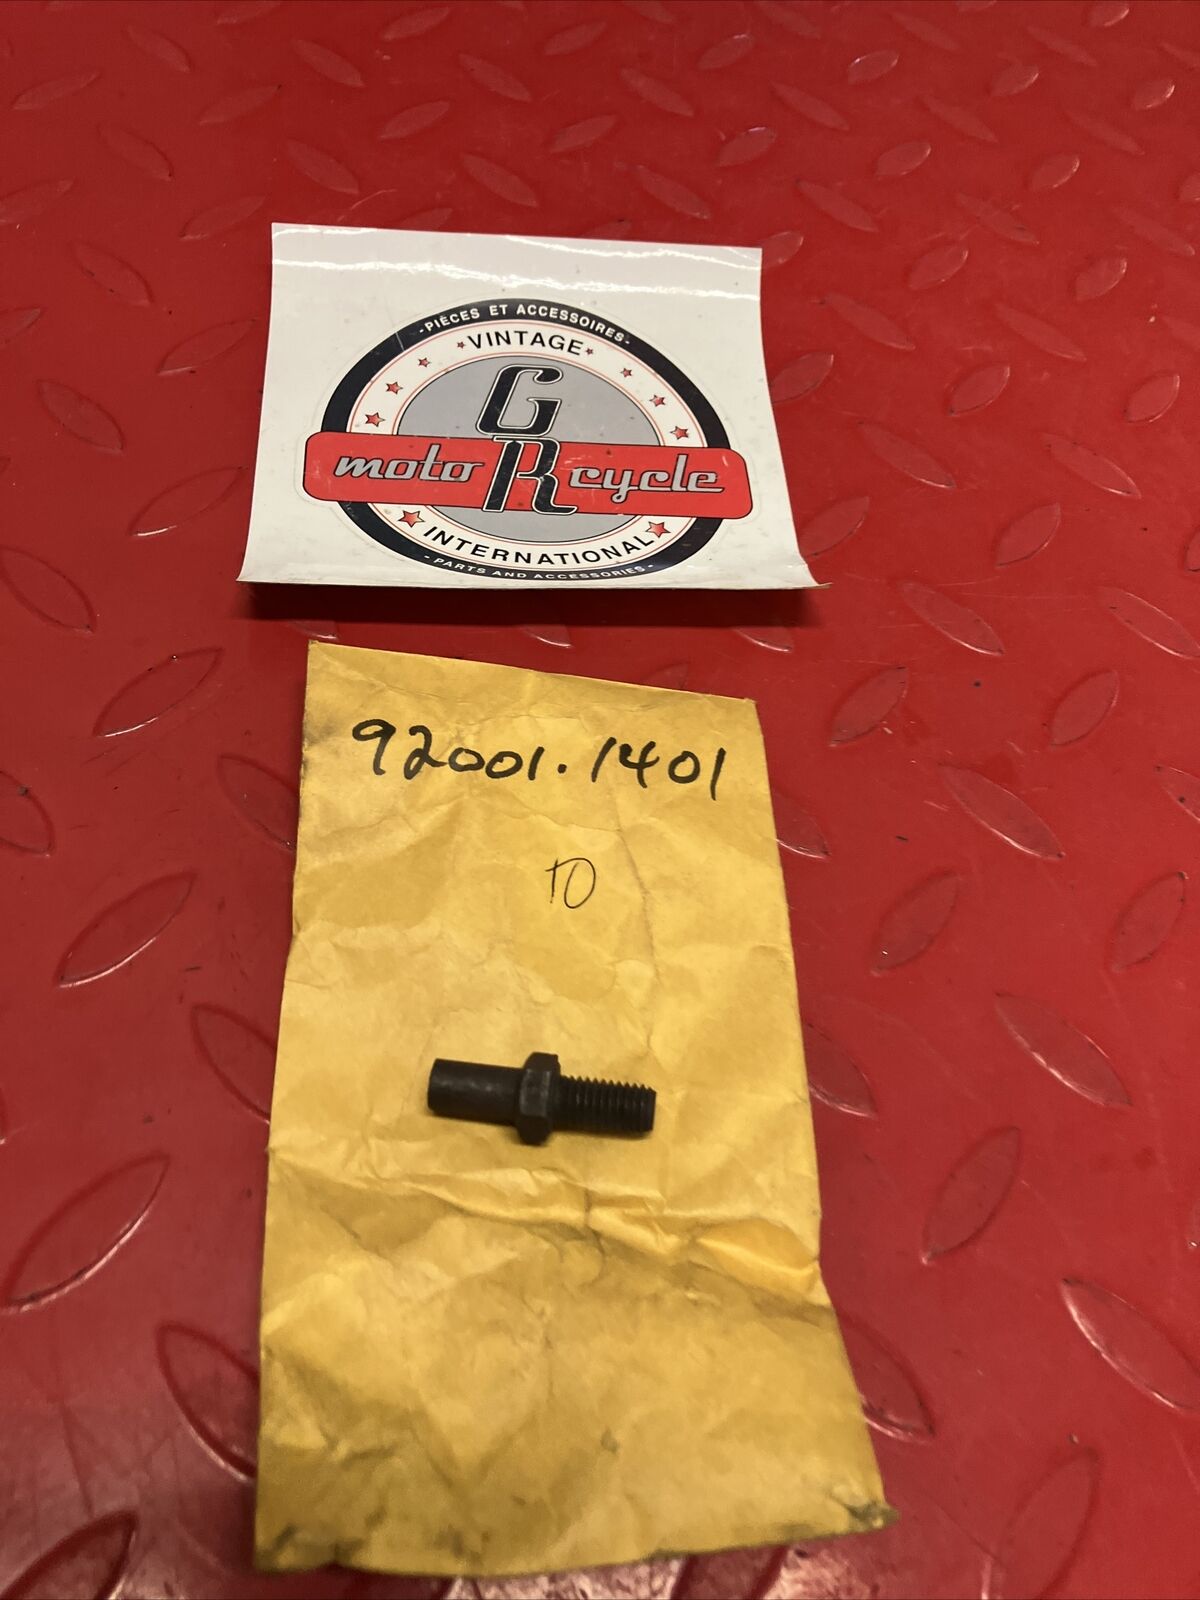 -PIÈCES ET ACCESSOIRES-
VINTAGE
G
moto R cycle
INTERNATIONAL
- PARTS AND ACCESSORIES -
92001.1401
10